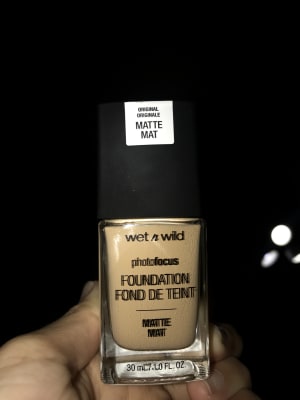 ORIGINAL
ORIGINALE
MATTE
MAT
wet n wild
photofocus
FOUNDATION
FOND DE TEINT
MATTE
MAT
30 mL/1.0 FL. OZ